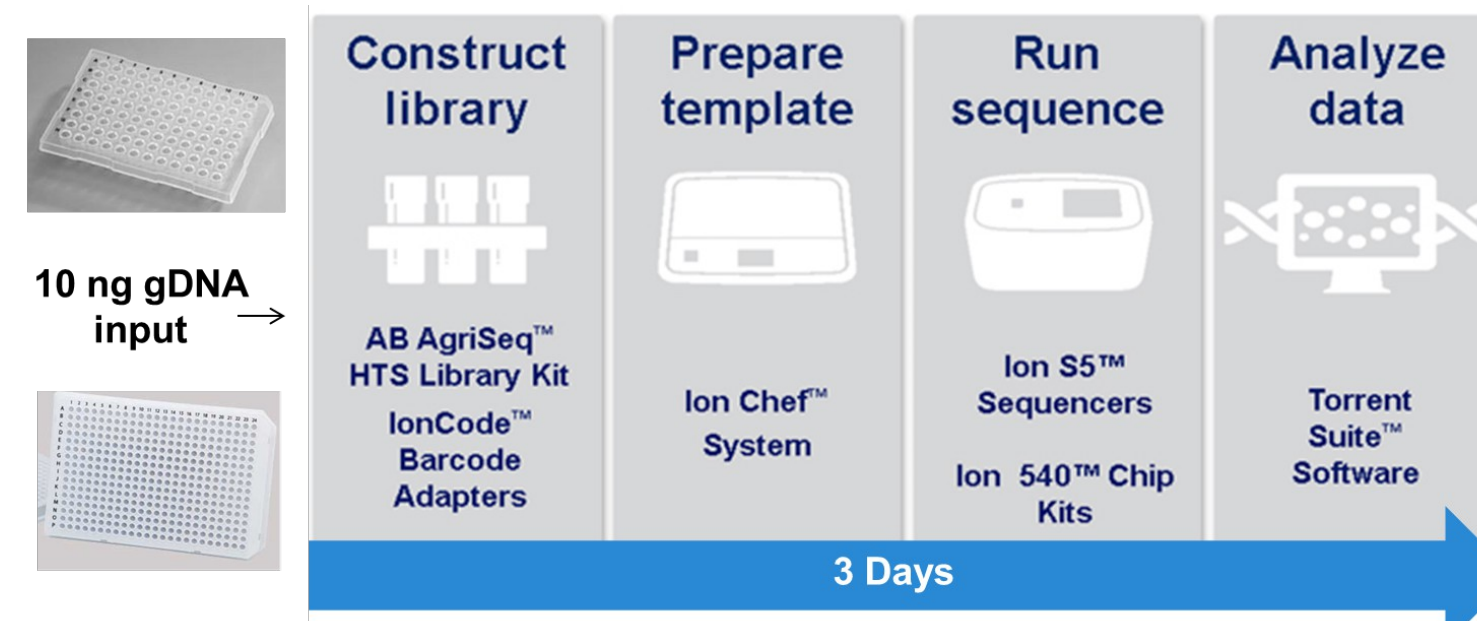 10 ng gDNA
input
Construct
library
AB AgriSeq™
HTS Library Kit
IonCode™
Barcode
Adapters
Prepare
template
Ion Chef™
System
Run
sequence
Ion S5™
Sequencers
Ion 540™ Chip
Kits
Analyze
data
Torrent
Suite™
Software
3 Days